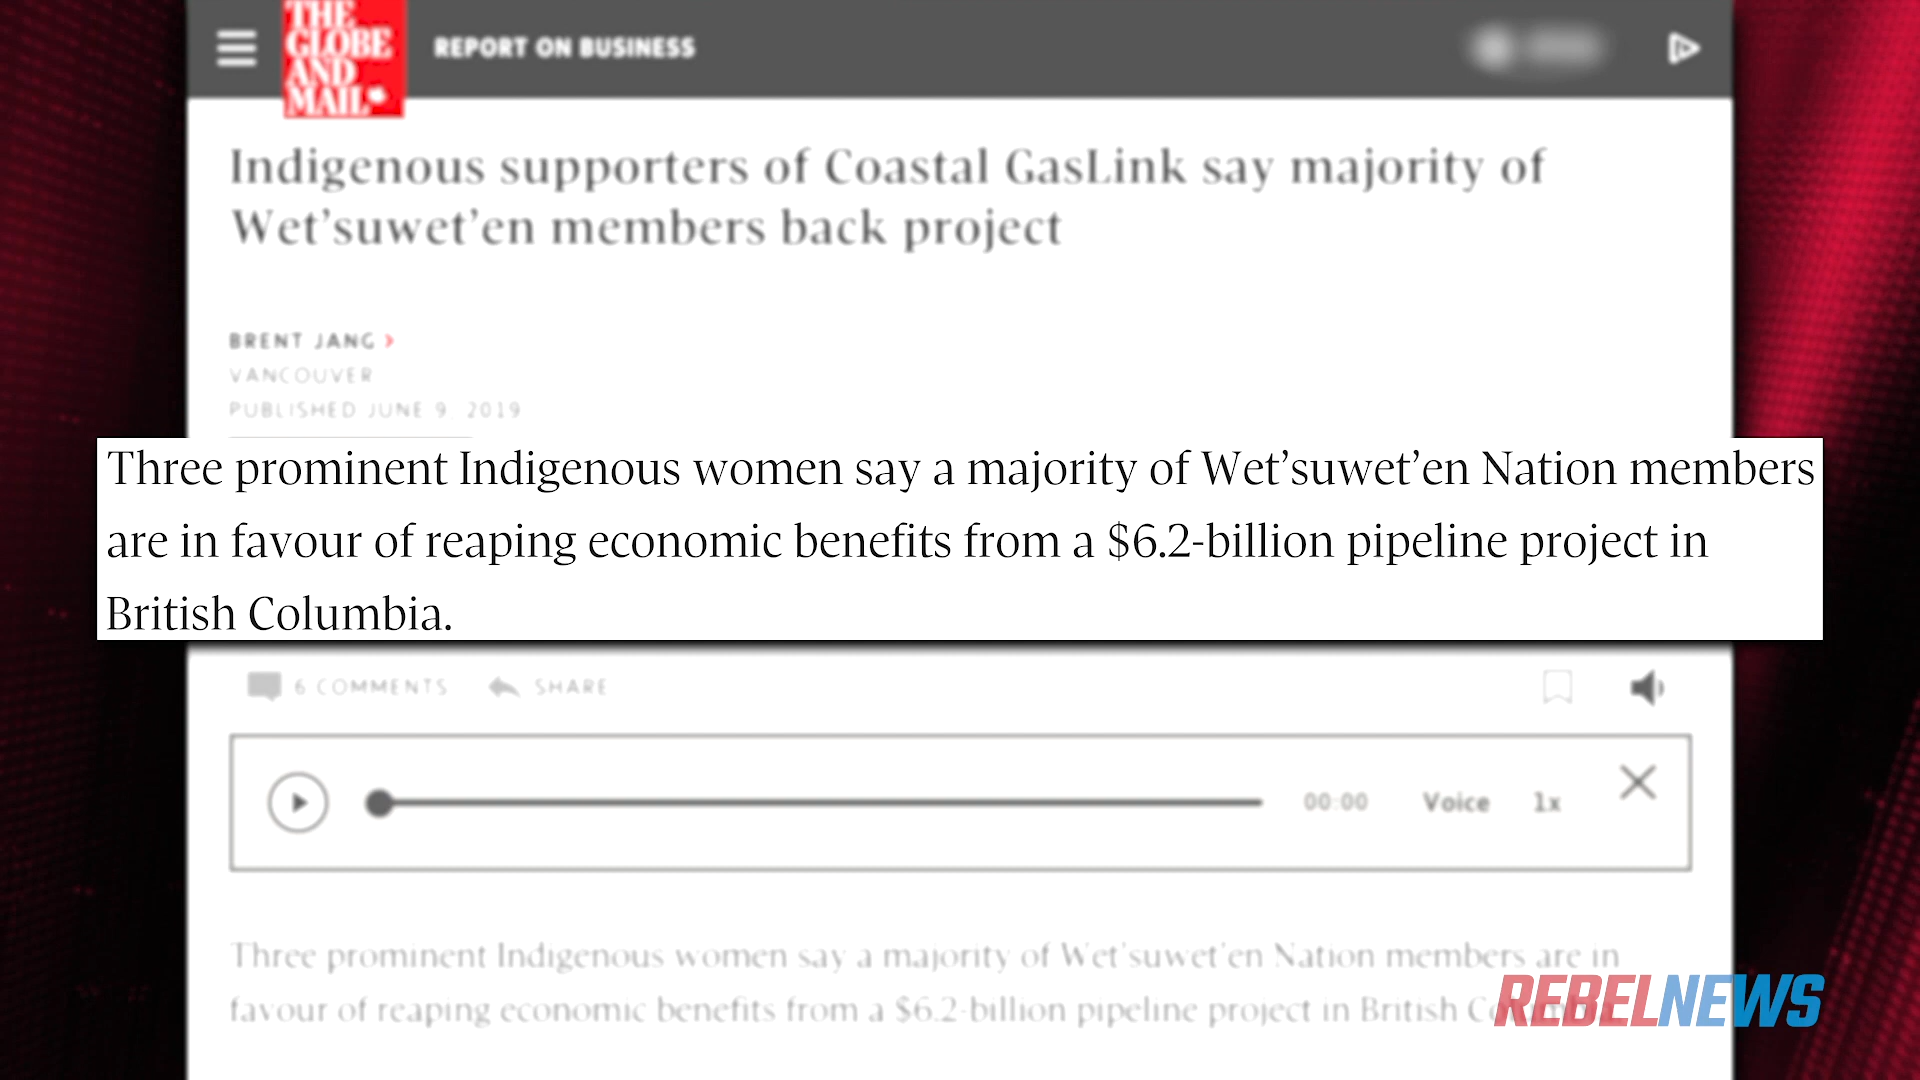 THE
GLOBE
AND
MAIL
REPORT ON BUSINESS
Indigenous supporters of Coastal GasLink say majority of
Wet’suwet’en members back project
BRENT JANG
VANCOUVER
PUBLISHED JUNE 9, 2019
Three prominent Indigenous women say a majority of Wet’suwet’en Nation members
are in favour of reaping economic benefits from a $6.2-billion pipeline project in
British Columbia.
6 COMMENTS SHARE
00:00 Voice 1x
Three prominent Indigenous women say a majority of Wet’suwet’en Nation members are in
favour of reaping economic benefits from a $6.2-billion pipeline project in British
REBELNEWS